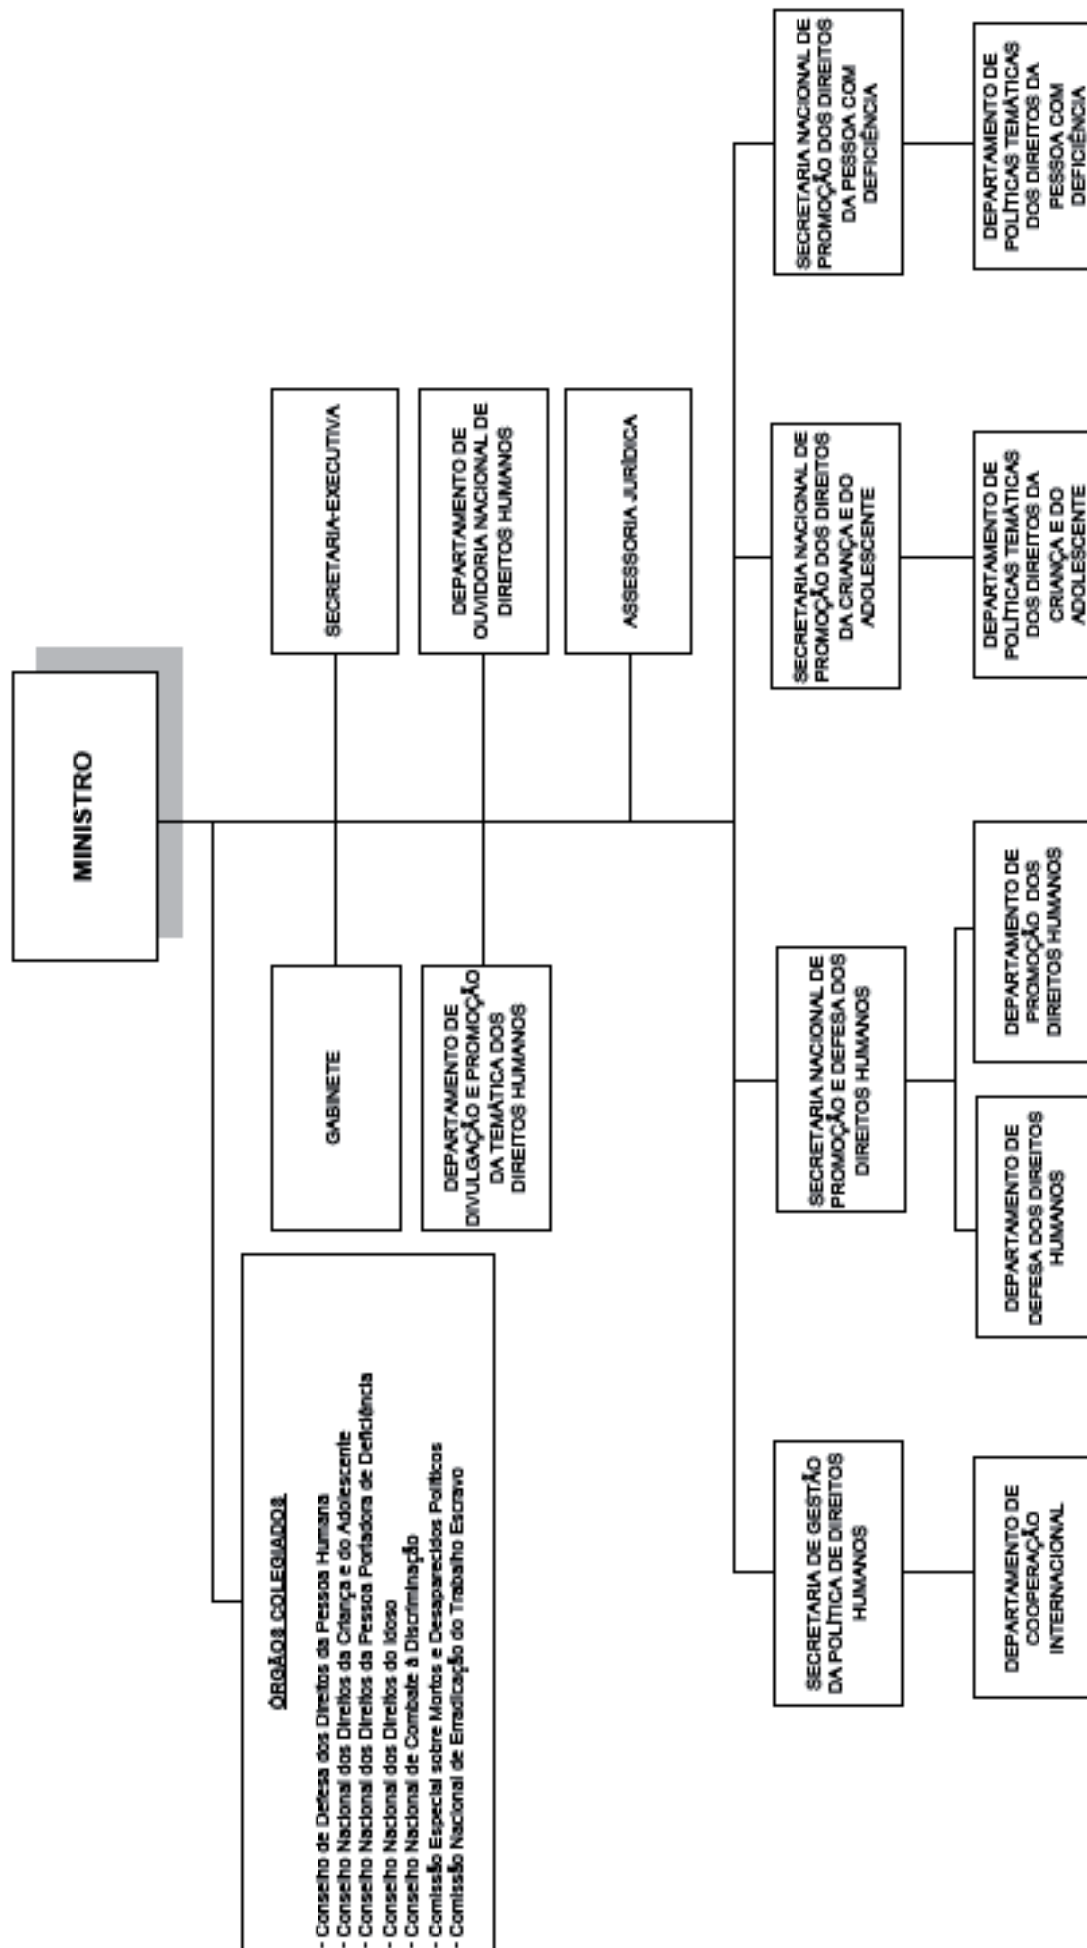 MINISTRO
ÓRGÃOS COLEGIADOS
- Conselho de Defesa dos Direitos da Pessoa Humana
- Conselho Nacional dos Direitos da Criança e do Adolescente
- Conselho Nacional dos Direitos da Pessoa Portadora de Deficiência
- Conselho Nacional dos Direitos do Idoso
- Conselho Nacional de Combate à Discriminação
- Comissão Especial sobre Mortos e Desaparecidos Políticos
- Comissão Nacional de Erradicação do Trabalho Escravo
GABINETE
SECRETARIA-EXECUTIVA
DEPARTAMENTO DE
DIVULGAÇÃO E PROMOÇÃO
DA TEMÁTICA DOS
DIREITOS HUMANOS
DEPARTAMENTO DE
OUVIDORIA NACIONAL DE
DIREITOS HUMANOS
ASSESSORIA JURÍDICA
SECRETARIA DE GESTÃO
DA POLÍTICA DE DIREITOS
HUMANOS
SECRETARIA NACIONAL DE
PROMOÇÃO E DEFESA DOS
DIREITOS HUMANOS
SECRETARIA NACIONAL DE
PROMOÇÃO DOS DIREITOS
DA CRIANÇA E DO
ADOLESCENTE
SECRETARIA NACIONAL DE
PROMOÇÃO DOS DIREITOS
DA PESSOA COM
DEFICIÊNCIA
DEPARTAMENTO DE
COOPERAÇÃO
INTERNACIONAL
DEPARTAMENTO DE
DEFESA DOS DIREITOS
HUMANOS
DEPARTAMENTO DE
PROMOÇÃO DOS
DIREITOS HUMANOS
DEPARTAMENTO DE
POLÍTICAS TEMÁTICAS
DOS DIREITOS DA
CRIANÇA E DO
ADOLESCENTE
DEPARTAMENTO DE
POLÍTICAS TEMÁTICAS
DOS DIREITOS DA
PESSOA COM
DEFICIÊNCIA